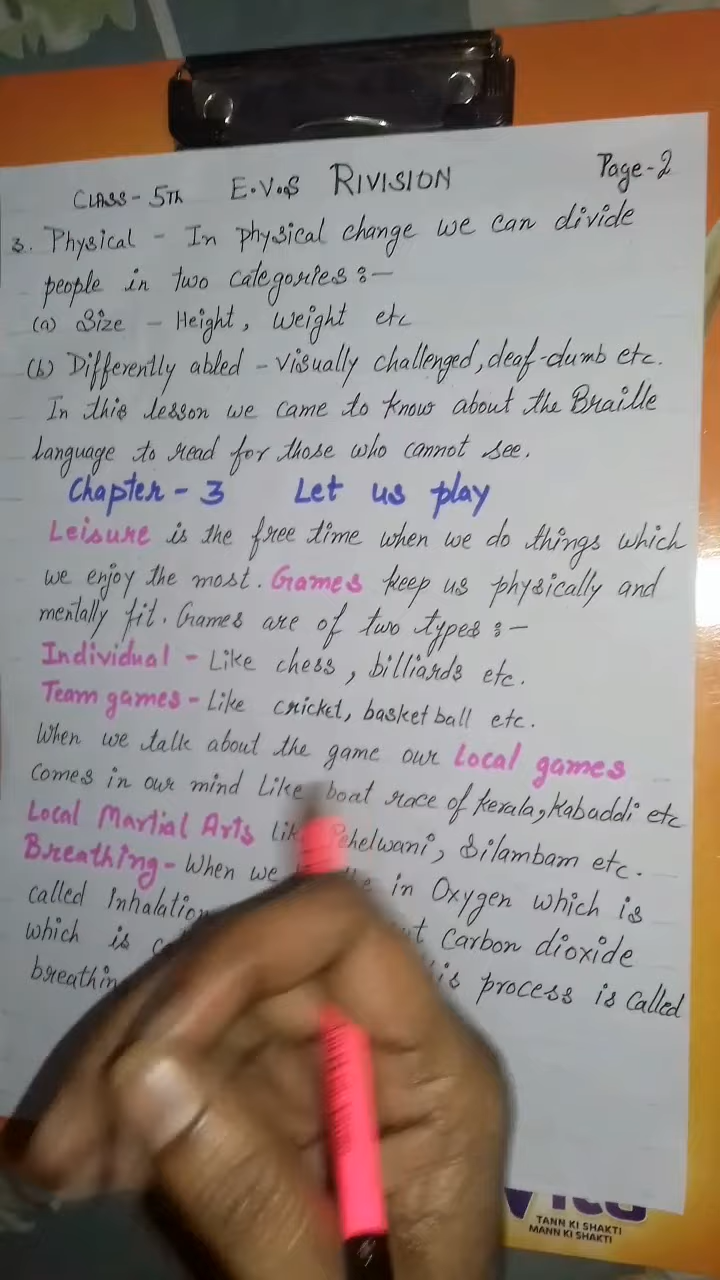 CLASS - 5TH E.V.S RIVISION Page-2
3. Physical - In physical change we can divide
people in two categories :-
(a) Size - Height, weight etc
(b) Differently abled - visually challenged, deaf-dumb etc.
In this lesson we came to know about the Braille
language to read for those who cannot see.
Chapter - 3 Let us play
Leisure is the free time when we do things which
we enjoy the most. Games keep us physically and
mentally fit. Games are of two types :-
Individual - Like chess, billiards etc.
Team games - Like cricket, basket ball etc.
When we talk about the game our Local games
comes in our mind Like boat race of Kerala, Kabaddi etc
Local Martial Arts Pehelwani, Silambam etc.
Breathing - When we in Oxygen which is
called Inhalation Carbon dioxide
which is
process is called
TANN KI SHAKTI
MANN KI SHAKTI